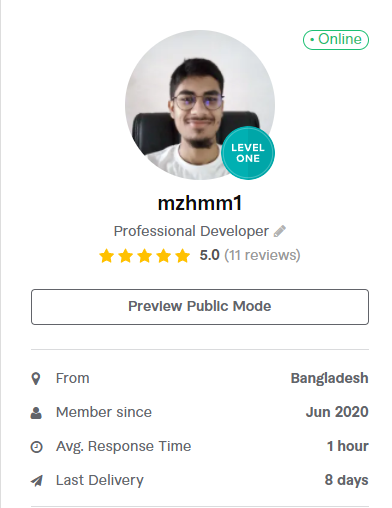 • Online
LEVEL
ONE
mzhmm1
Professional Developer
5.0 (11 reviews)
Preview Public Mode
From Bangladesh
Member since Jun 2020
Avg. Response Time 1 hour
Last Delivery 8 days